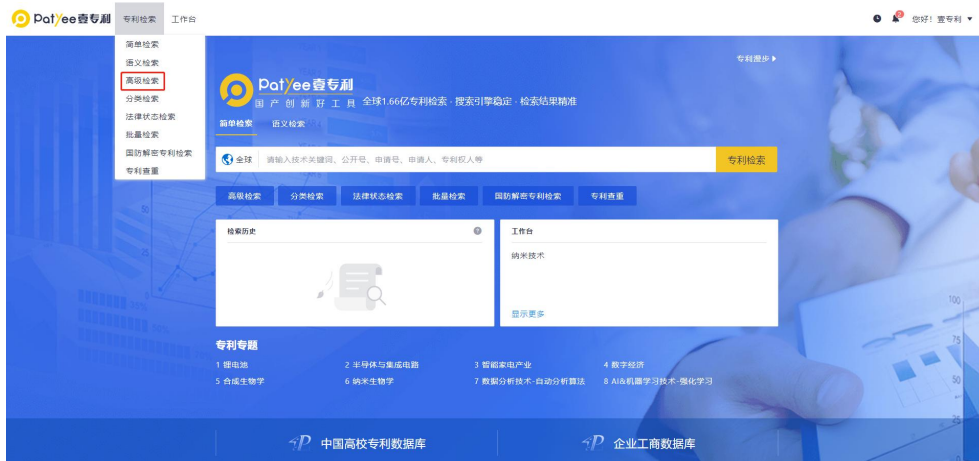 Patyee壹专利 专利检索 工作台 2 您好！壹专利
简单检索
语义检索
高级检索
分类检索
法律状态检索
批量检索
国防解密专利检索
专利查重
专利漫步
Patyee壹专利
国产创新好工具 全球1.66亿专利检索 - 搜索引擎稳定 - 检索结果精准
简单检索 语义检索
全球 请输入技术关键词、公开号、申请号、申请人、专利权人等 专利检索
高级检索 分类检索 法律状态检索 批量检索 国防解密专利检索 专利查重
检索历史 ? 工作台
纳米技术
显示更多
专利专题
1 锂电池 2 半导体与集成电路 3 智能家电产业 4 数字经济
5 合成生物学 6 纳米生物学 7 数据分析技术-自动分析算法 8 AI&机器学习技术-强化学习
中国高校专利数据库 企业工商数据库
100
75
50
25